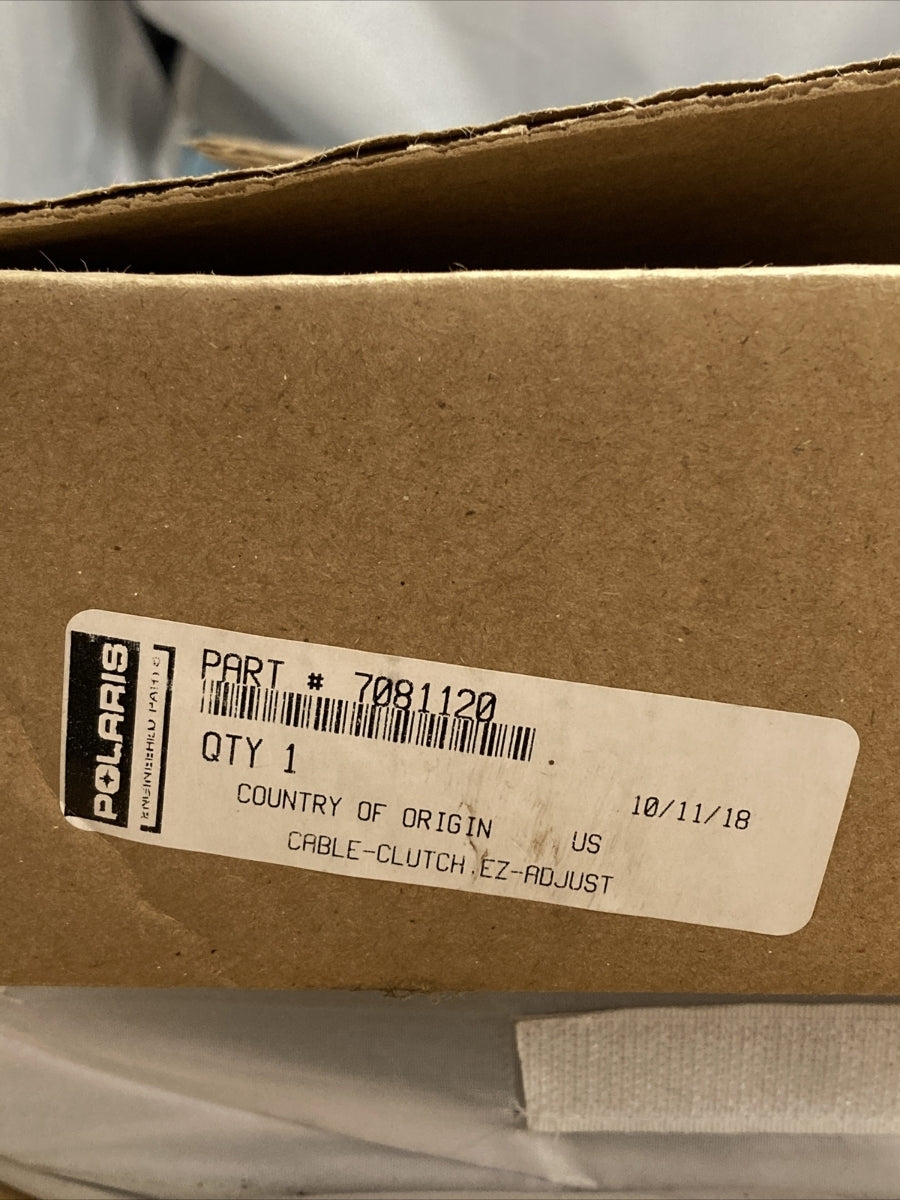 POLARIS
ENGINEERED PARTS
PART # 7081120
QTY 1
COUNTRY OF ORIGIN US 10/11/18
CABLE-CLUTCH,EZ-ADJUST